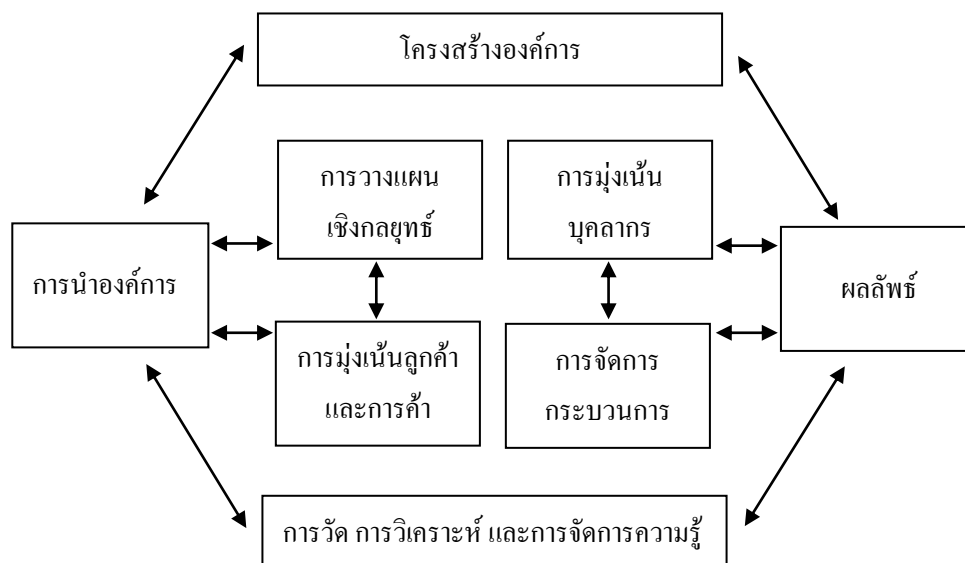 โครงสร้างองค์การ
การวางแผน
เชิงกลยุทธ์
การมุ่งเน้น
บุคลากร
การนำองค์การ
ผลลัพธ์
การมุ่งเน้นลูกค้า
และการค้า
การจัดการ
กระบวนการ
การวัด การวิเคราะห์ และการจัดการความรู้